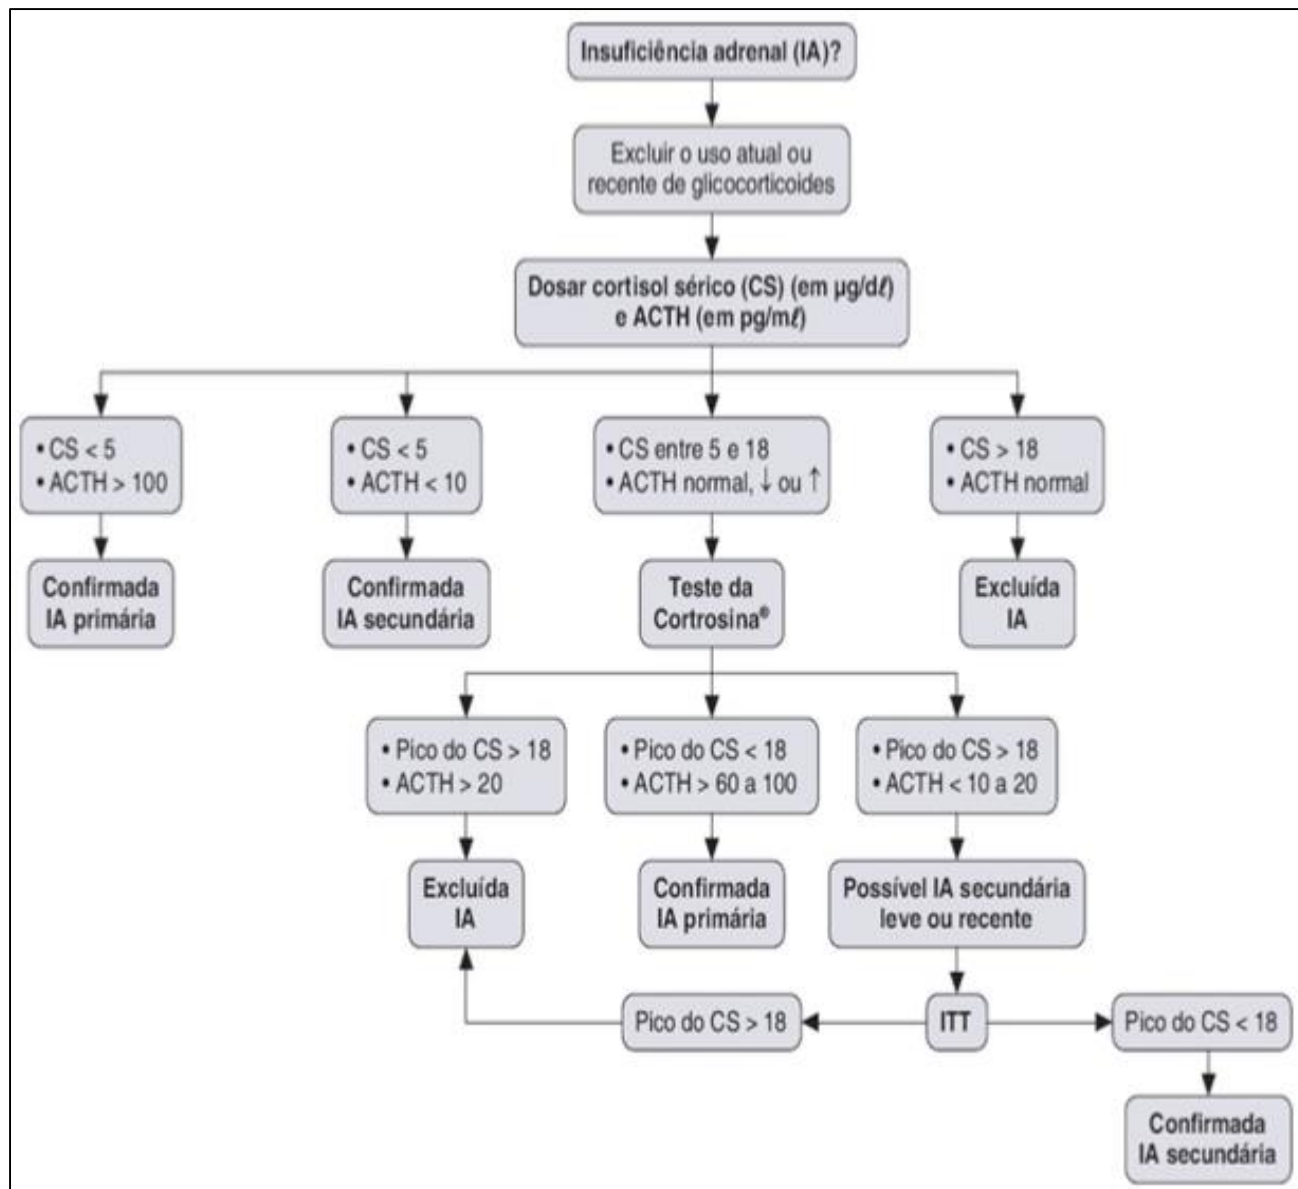 Insuficiência adrenal (IA)?
Excluir o uso atual ou
recente de glicocorticoides
Dosar cortisol sérico (CS) (em µg/dℓ)
e ACTH (em pg/mℓ)
• CS < 5
• ACTH > 100
• CS < 5
• ACTH < 10
• CS entre 5 e 18
• ACTH normal, ↓ ou ↑
• CS > 18
• ACTH normal
Confirmada
IA primária
Confirmada
IA secundária
Teste da
Cortrosina®
Excluída
IA
• Pico do CS > 18
• ACTH > 20
• Pico do CS < 18
• ACTH > 60 a 100
• Pico do CS > 18
• ACTH < 10 a 20
Excluída
IA
Confirmada
IA primária
Possível IA secundária
leve ou recente
Pico do CS > 18
ITT
Pico do CS < 18
Confirmada
IA secundária